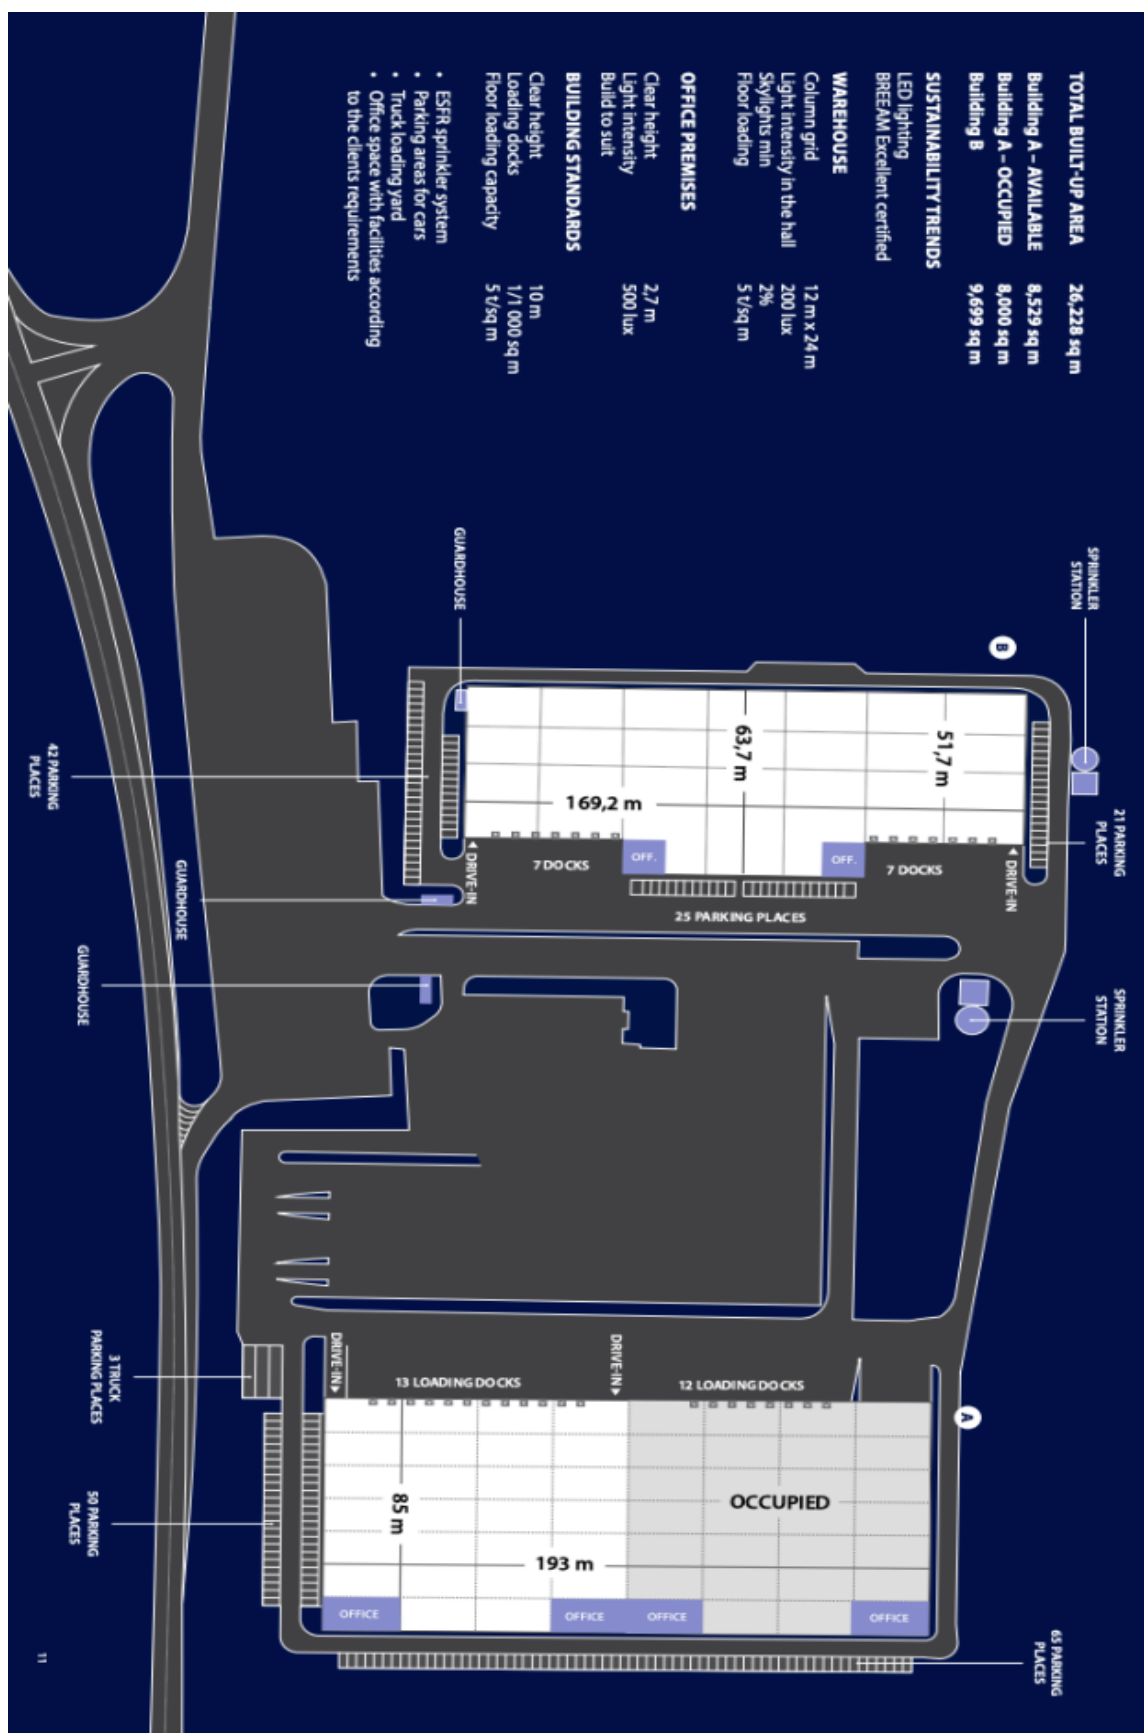 TOTAL BUILT-UP AREA 26,228 sq m
Building A – AVAILABLE 8,529 sq m
Building A – OCCUPIED 8,000 sq m
Building B 9,699 sq m
SUSTAINABILITY TRENDS
LED lighting
BREEAM Excellent certified
WAREHOUSE
Column grid 12 m x 24 m
Light intensity in the hall 200 lux
Skylights min 2%
Floor loading 5 t/sq m
OFFICE PREMISES
Clear height 2,7 m
Light intensity 500 lux
Build to suit
BUILDING STANDARDS
Clear height 10 m
Loading docks 1/1 000 sq m
Floor loading capacity 5 t/sq m
• ESFR sprinkler system
• Parking areas for cars
• Truck loading yard
• Office space with facilities according
to the clients requirements
SPRINKLER
STATION
B
GUARDHOUSE
51,7 m
63,7 m
169,2 m
42 PARKING
PLACES
21 PARKING
PLACES
DRIVE-IN
7 DOCKS
OFF.
OFF.
7 DOCKS
DRIVE-IN
25 PARKING PLACES
GUARDHOUSE
GUARDHOUSE
SPRINKLER
STATION
3 TRUCK
PARKING PLACES
DRIVE-IN
13 LOADING DOCKS
DRIVE-IN
12 LOADING DOCKS
A
85 m
OCCUPIED
193 m
50 PARKING
PLACES
OFFICE
OFFICE
OFFICE
OFFICE
65 PARKING
PLACES
11